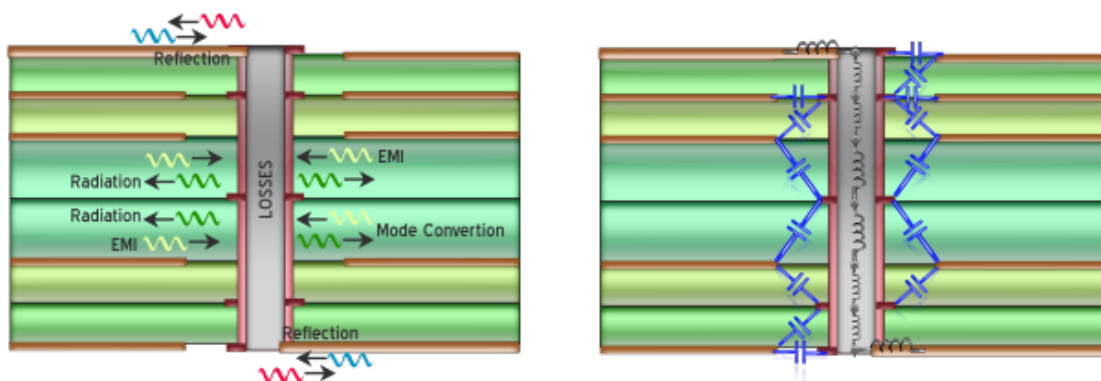 Reflection
EMI
Radiation
LOSSES
Radiation
Mode Convertion
EMI
Reflection